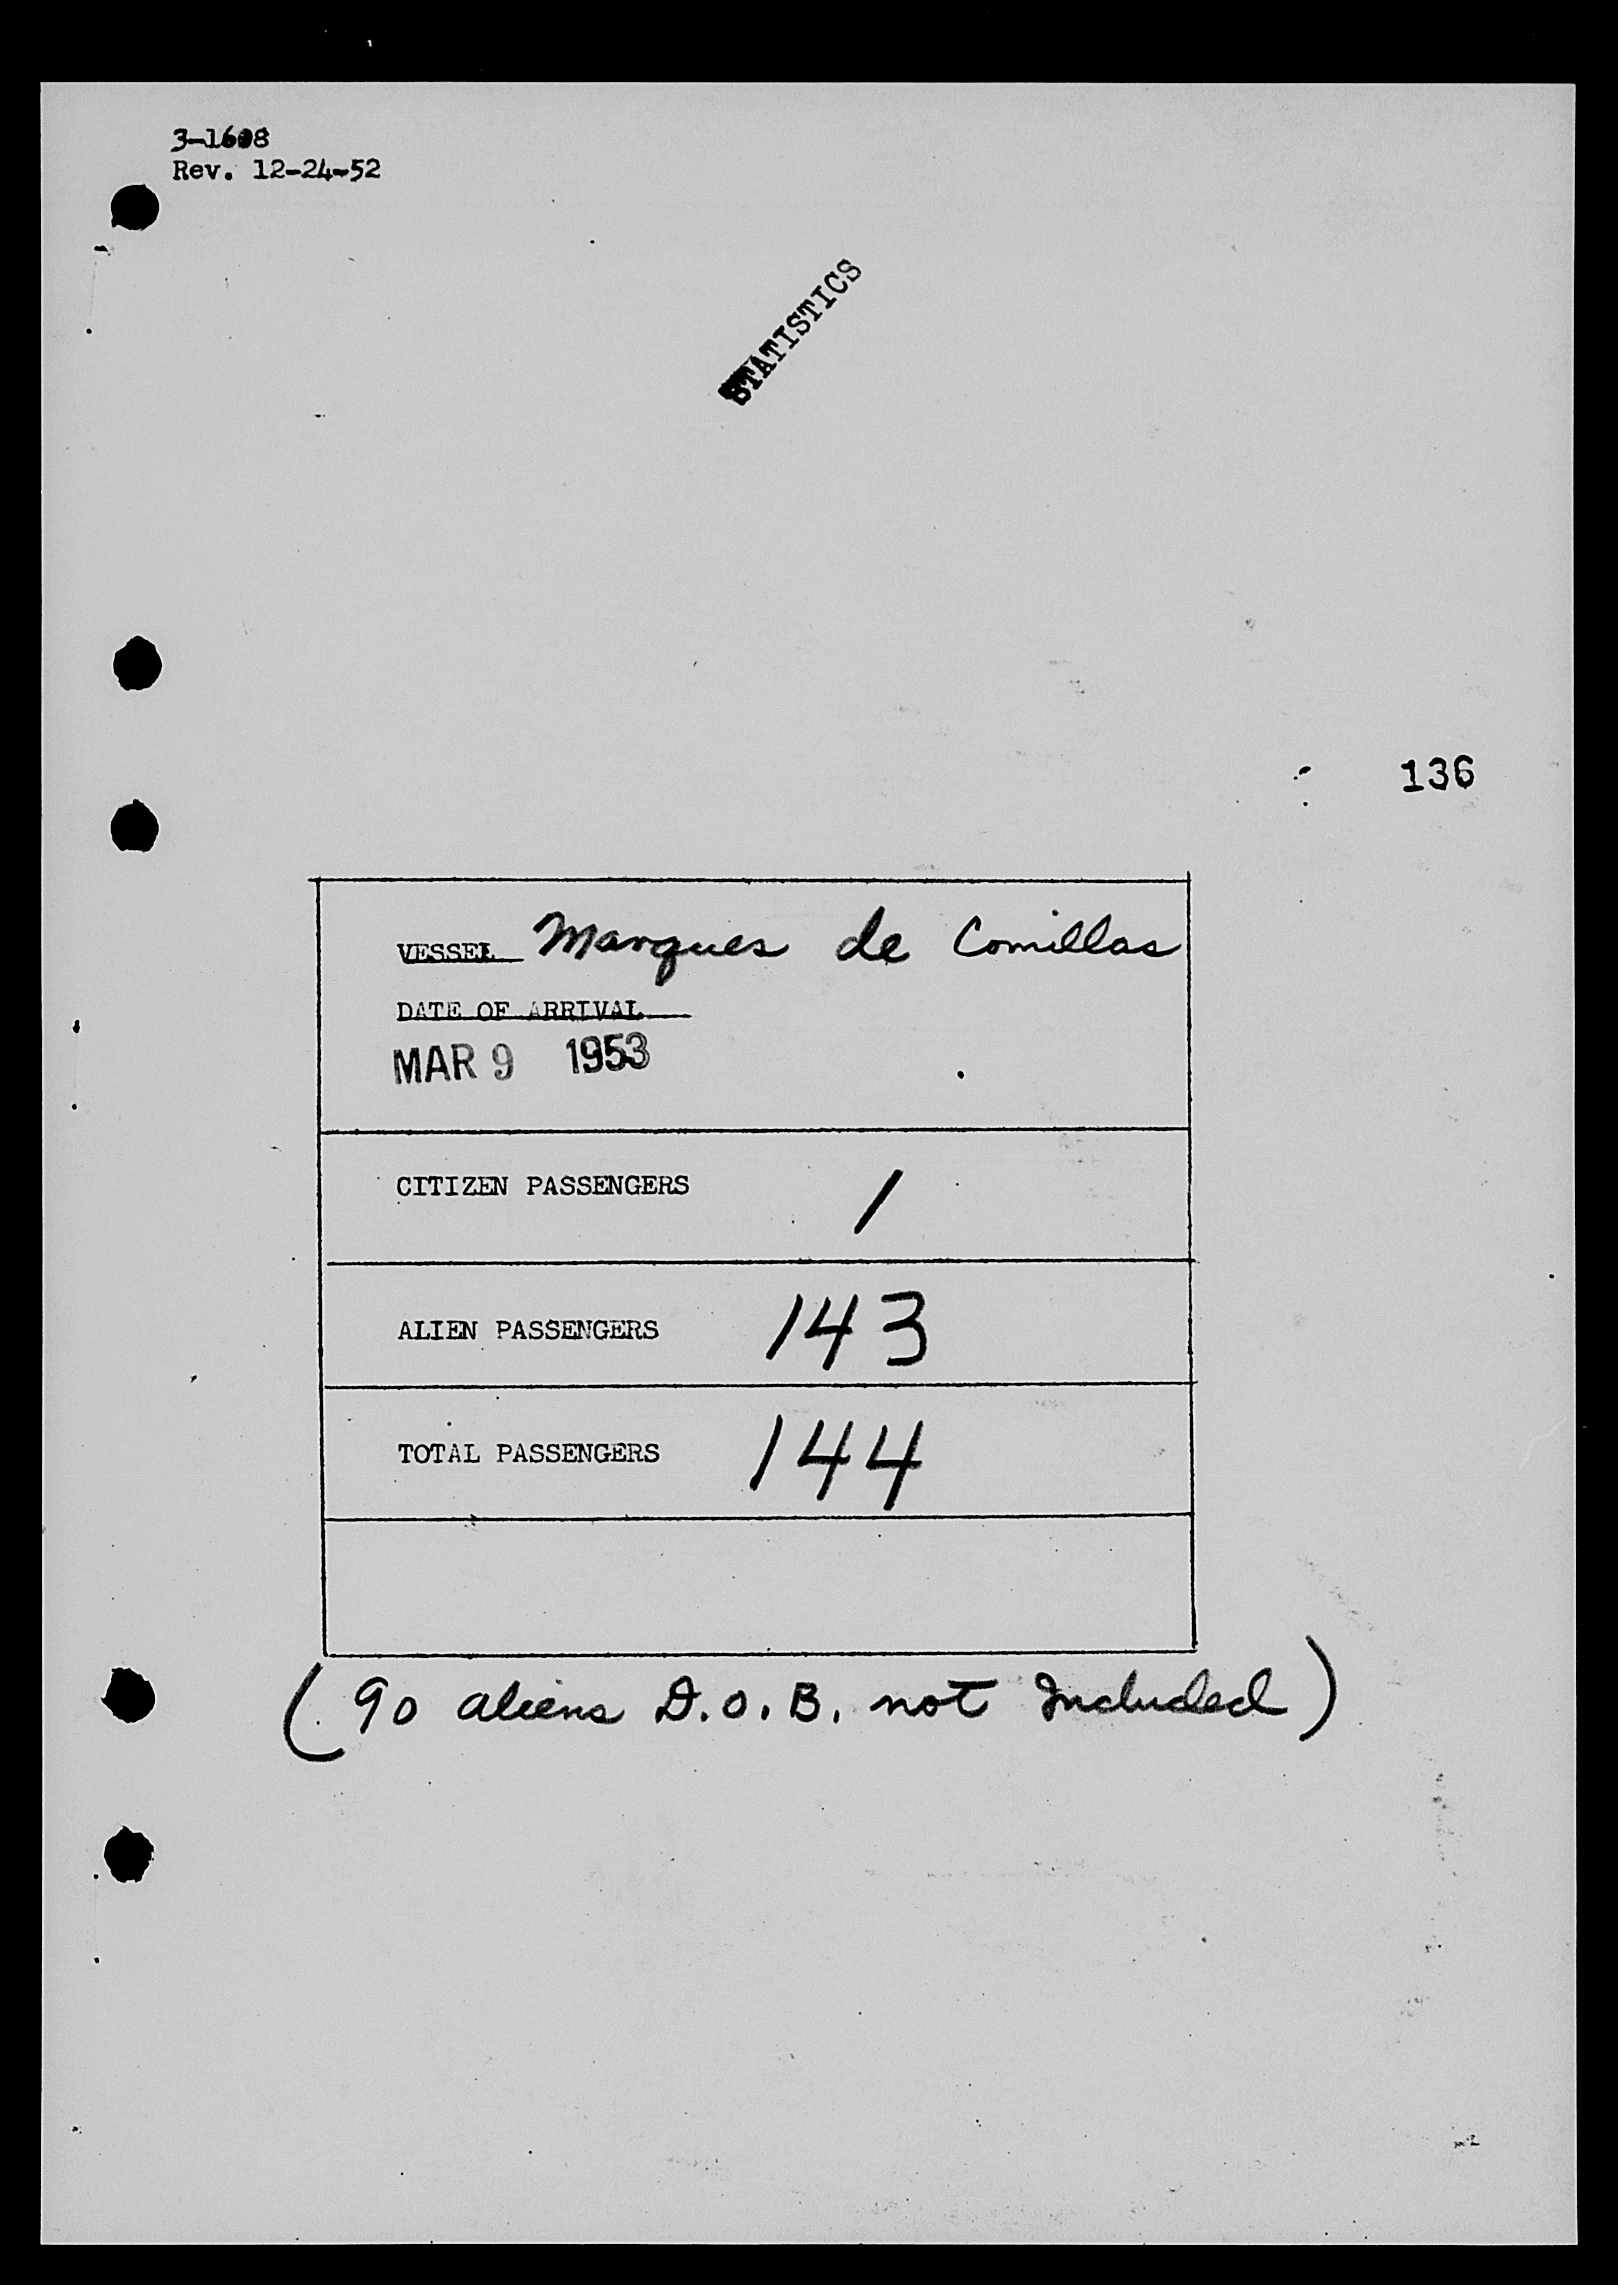 3-1608
Rev. 12-24-52
STATISTICS
136
VESSEL Marques de Comillas
DATE OF ARRIVAL
MAR 9 1953
CITIZEN PASSENGERS 1
ALIEN PASSENGERS 143
TOTAL PASSENGERS 144
(90 aliens D.O.B. not Included)